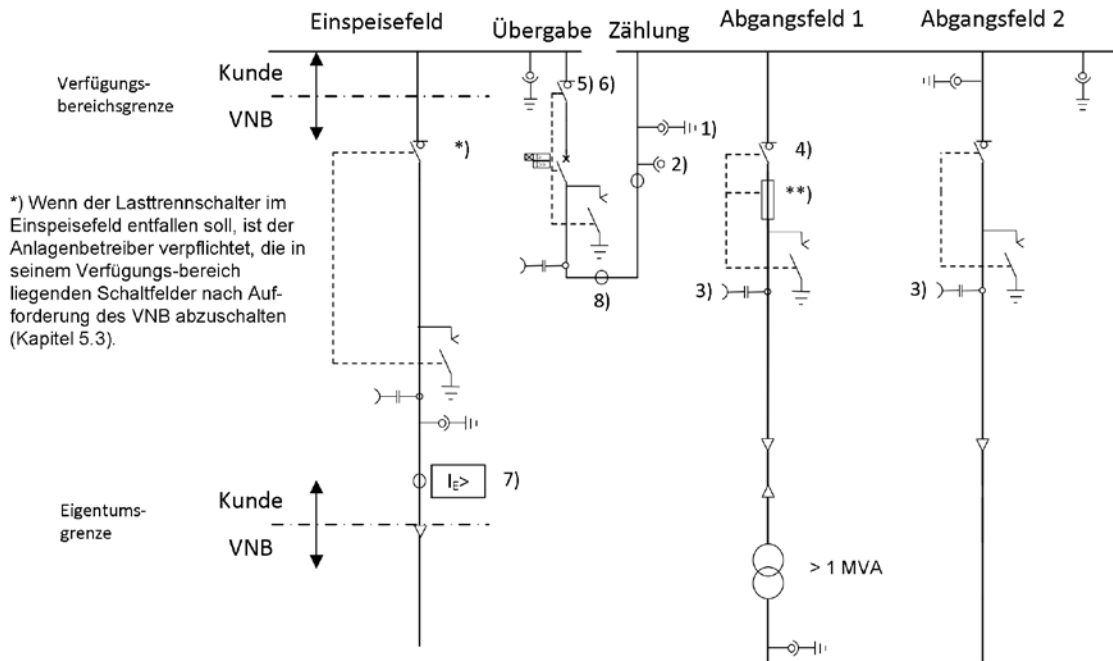 Einspeisefeld
Übergabe
Zählung
Abgangsfeld 1
Abgangsfeld 2
Verfügungs-
bereichsgrenze
Kunde
VNB
*)
5) 6)
1)
2)
4)
**)
3)
3)
8)
*) Wenn der Lasttrennschalter im
Einspeisefeld entfallen soll, ist der
Anlagenbetreiber verpflichtet, die in
seinem Verfügungs-bereich
liegenden Schaltfelder nach Auf-
forderung des VNB abzuschalten
(Kapitel 5.3).
I_E>
7)
Eigentums-
grenze
Kunde
VNB
> 1 MVA